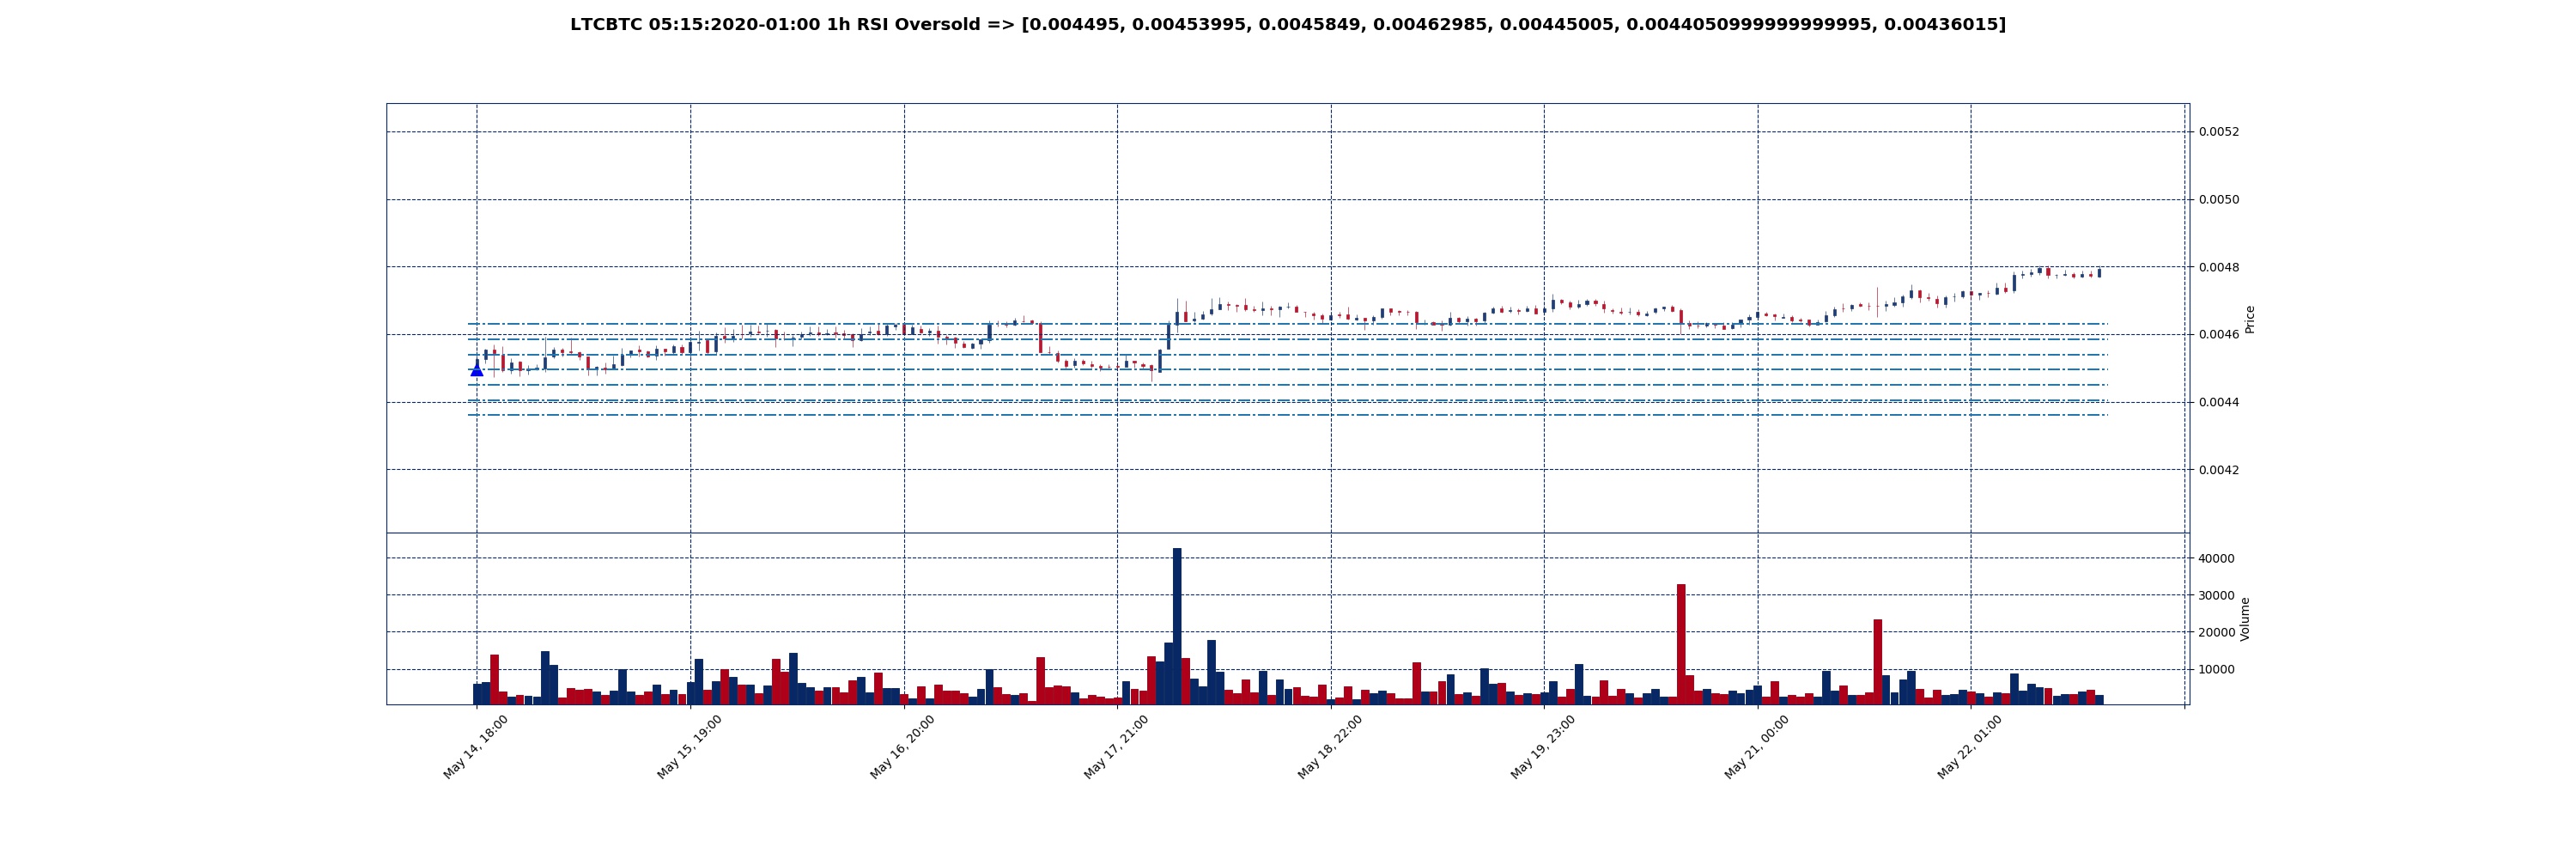 LTCBTC 05:15:2020-01:00 1h RSI Oversold => [0.004495, 0.00453995, 0.0045849, 0.00462985, 0.00445005, 0.0044050999999999995, 0.00436015]
0.0052
0.0050
0.0048
0.0046
0.0044
0.0042
Price
40000
30000
20000
10000
Volume
May 14, 18:00
May 15, 19:00
May 16, 20:00
May 17, 21:00
May 18, 22:00
May 19, 23:00
May 21, 00:00
May 22, 01:00